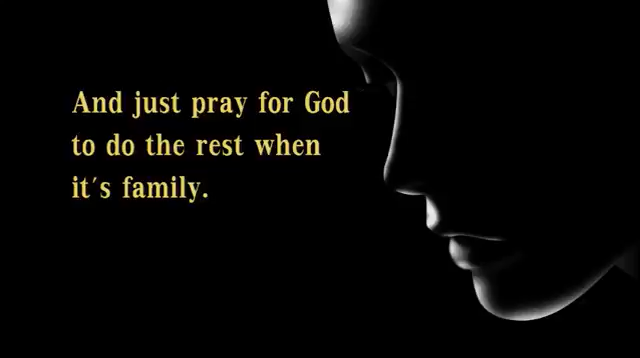 And just pray for God
to do the rest when
it's family.